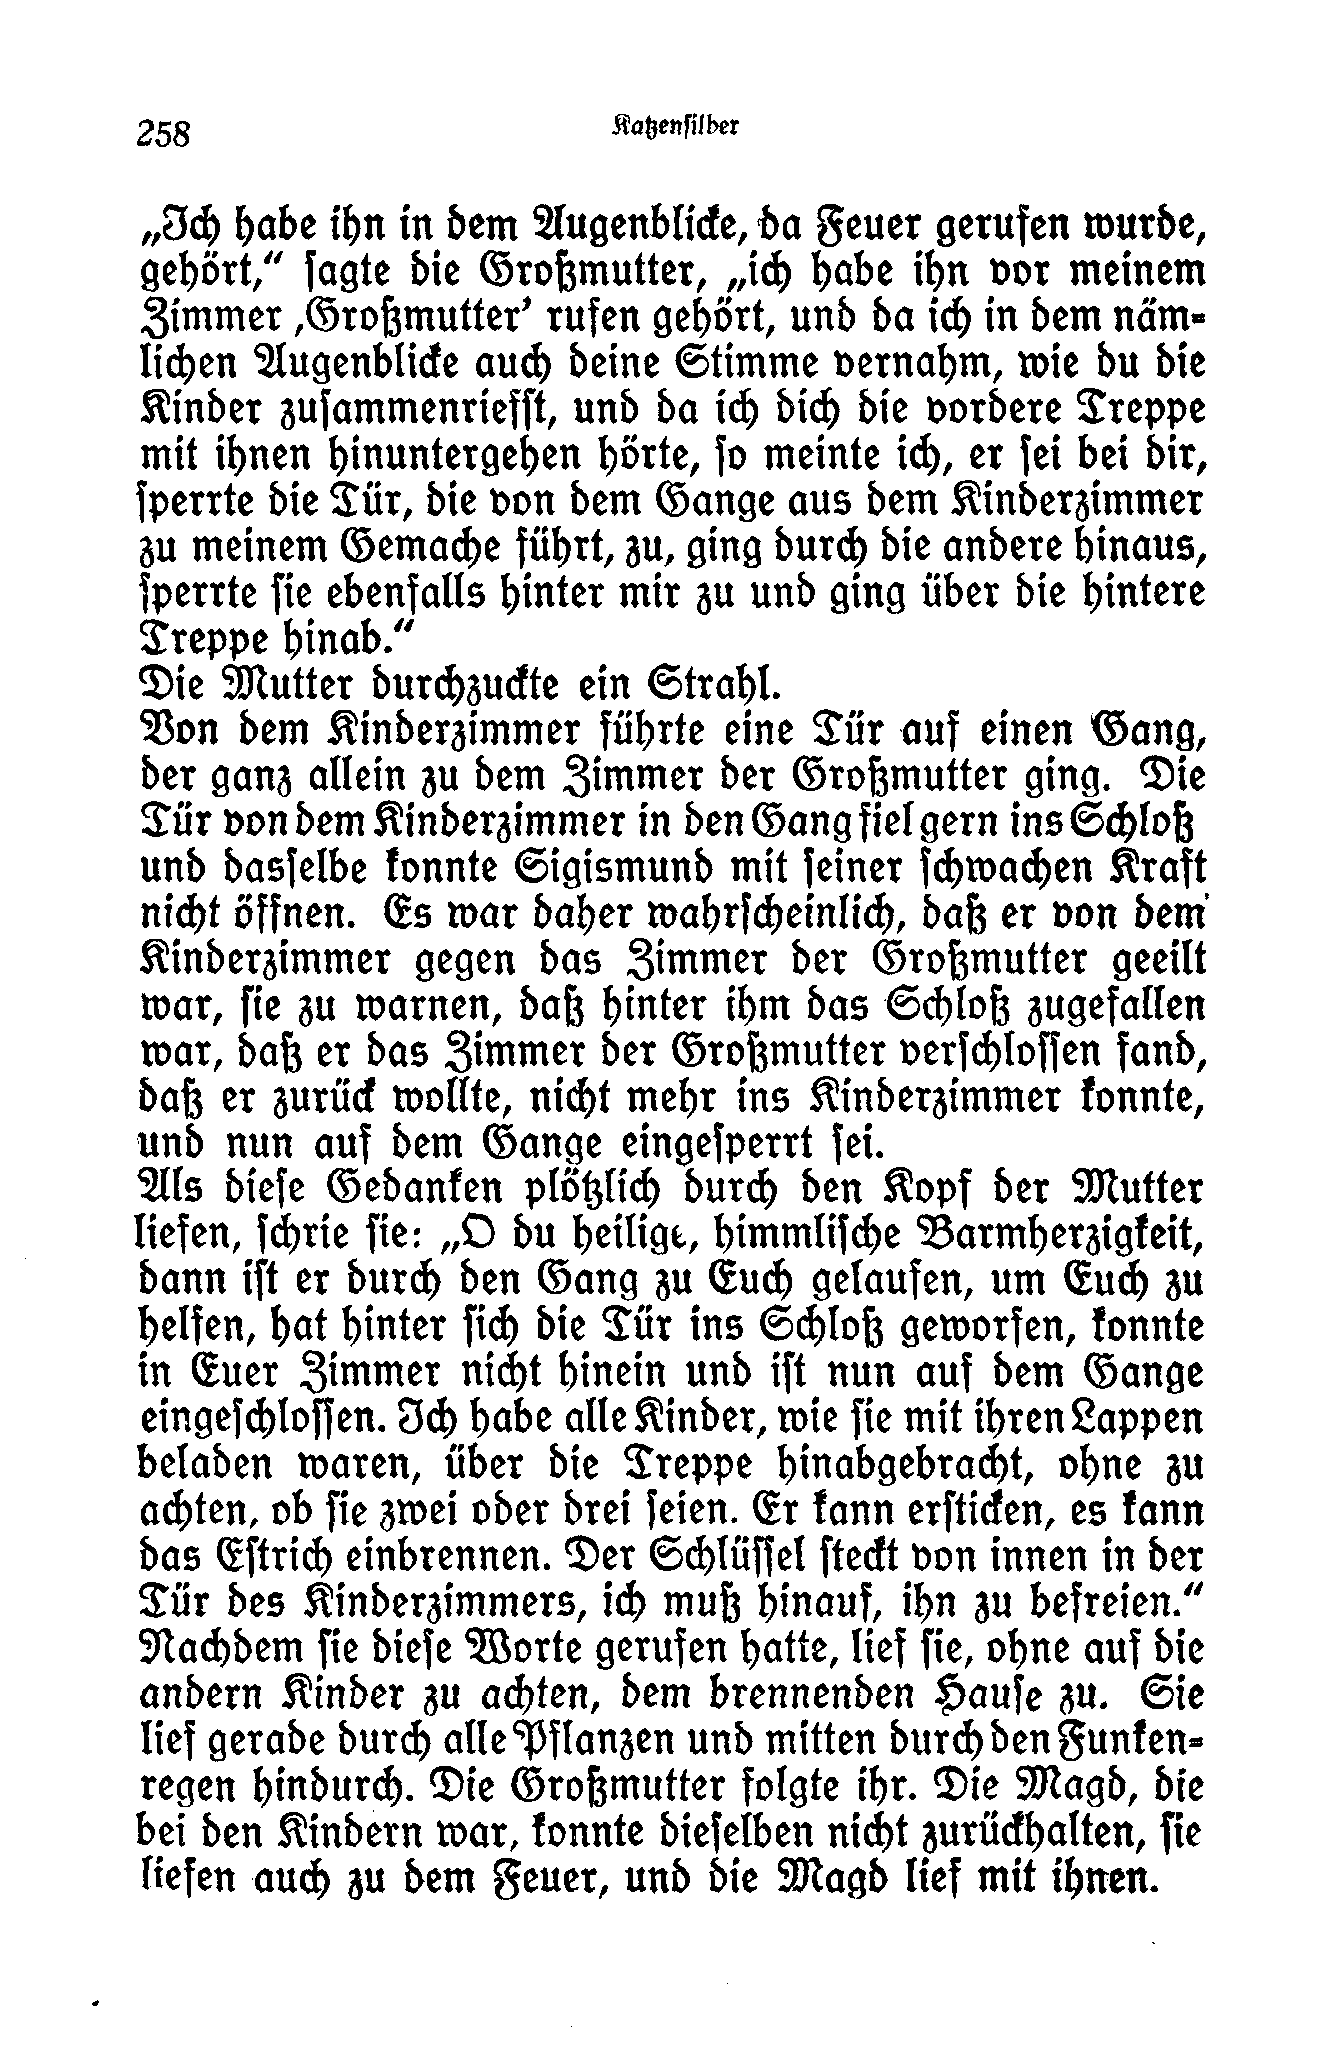 258
Katzensilber
„Ich habe ihn in dem Augenblicke, da Feuer gerufen wurde,
gehört,“ sagte die Großmutter, „ich habe ihn vor meinem
Zimmer ‚Großmutter’ rufen gehört, und da ich in dem näm-
lichen Augenblicke auch deine Stimme vernahm, wie du die
Kinder zusammenriefst, und da ich dich die vordere Treppe
mit ihnen hinuntergehen hörte, so meinte ich, er sei bei dir,
sperrte die Tür, die von dem Gange aus dem Kinderzimmer
zu meinem Gemache führt, zu, ging durch die andere hinaus,
sperrte sie ebenfalls hinter mir zu und ging über die hintere
Treppe hinab.“
Die Mutter durchzuckte ein Strahl.
Von dem Kinderzimmer führte eine Tür auf einen Gang,
der ganz allein zu dem Zimmer der Großmutter ging. Die
Tür von dem Kinderzimmer in den Gang fiel gern ins Schloß
und dasselbe konnte Sigismund mit seiner schwachen Kraft
nicht öffnen. Es war daher wahrscheinlich, daß er von dem
Kinderzimmer gegen das Zimmer der Großmutter geeilt
war, sie zu warnen, daß hinter ihm das Schloß zugefallen
war, daß er das Zimmer der Großmutter verschlossen fand,
daß er zurück wollte, nicht mehr ins Kinderzimmer konnte,
und nun auf dem Gange eingesperrt sei.
Als diese Gedanken plötzlich durch den Kopf der Mutter
liefen, schrie sie: „O du heilige, himmlische Barmherzigkeit,
dann ist er durch den Gang zu Euch gelaufen, um Euch zu
helfen, hat hinter sich die Tür ins Schloß geworfen, konnte
in Euer Zimmer nicht hinein und ist nun auf dem Gange
eingeschlossen. Ich habe alle Kinder, wie sie mit ihren Lappen
beladen waren, über die Treppe hinabgebracht, ohne zu
achten, ob sie zwei oder drei seien. Er kann ersticken, es kann
das Estrich einbrennen. Der Schlüssel steckt von innen in der
Tür des Kinderzimmers, ich muß hinauf, ihn zu befreien.“
Nachdem sie diese Worte gerufen hatte, lief sie, ohne auf die
andern Kinder zu achten, dem brennenden Hause zu. Sie
lief gerade durch alle Pflanzen und mitten durch den Funken-
regen hindurch. Die Großmutter folgte ihr. Die Magd, die
bei den Kindern war, konnte dieselben nicht zurückhalten, sie
liefen auch zu dem Feuer, und die Magd lief mit ihnen.